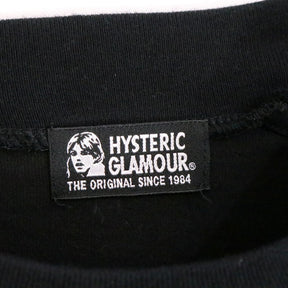 HYSTERIC
GLAMOUR®
THE ORIGINAL SINCE 1984